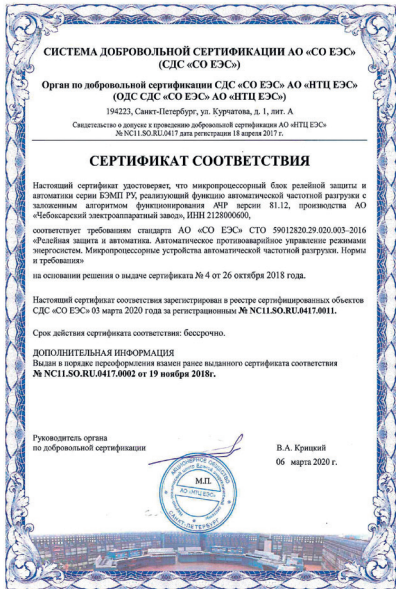 СИСТЕМА ДОБРОВОЛЬНОЙ СЕРТИФИКАЦИИ АО «СО ЕЭС»
(СДС «СО ЕЭС»)
Орган по добровольной сертификации СДС «СО ЕЭС» АО «НТЦ ЕЭС»
(ОДС СДС «СО ЕЭС» АО «НТЦ ЕЭС»)
194223, Санкт-Петербург, ул. Курчатова, д. 1, лит. А
Свидетельство о допуске к проведению добровольной сертификации АО «НТЦ ЕЭС»
№ NC11.SO.RU.0417 дата регистрации 18 апреля 2017 г.
СЕРТИФИКАТ СООТВЕТСТВИЯ
Настоящий сертификат удостоверяет, что микропроцессорный блок релейной защиты и
автоматики серии БЭМП РУ, реализующий функцию автоматической частотной разгрузки с
заложенным алгоритмом функционирования АЧР версии 81.12, производства АО
«Чебоксарский электроаппаратный завод», ИНН 2128000600,
соответствует требованиям стандарта АО «СО ЕЭС» СТО 59012820.29.020.003–2016
«Релейная защита и автоматика. Автоматическое противоаварийное управление режимами
энергосистем. Микропроцессорные устройства автоматической частотной разгрузки. Нормы
и требования»
на основании решения о выдаче сертификата № 4 от 26 октября 2018 года.
Настоящий сертификат соответствия зарегистрирован в реестре сертифицированных объектов
СДС «СО ЕЭС» 03 марта 2020 года за регистрационным № NC11.SO.RU.0417.0011.
Срок действия сертификата соответствия: бессрочно.
ДОПОЛНИТЕЛЬНАЯ ИНФОРМАЦИЯ
Выдан в порядке переоформления взамен ранее выданного сертификата соответствия
№ NC11.SO.RU.0417.0002 от 19 ноября 2018г.
Руководитель органа
по добровольной сертификации
В.А. Крицкий
06 марта 2020 г.
М.П.
АКЦИОНЕРНОЕ ОБЩЕСТВО
АО «НТЦ ЕЭС»
САНКТ-ПЕТЕРБУРГ